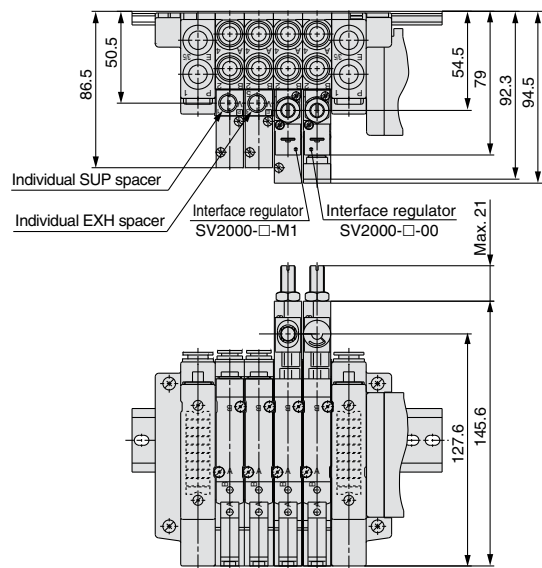 86.5
50.5
54.5
79
92.3
94.5
Individual SUP spacer
Individual EXH spacer
Interface regulator
SV2000-□-M1
Interface regulator
SV2000-□-00
Max. 21
127.6
145.6